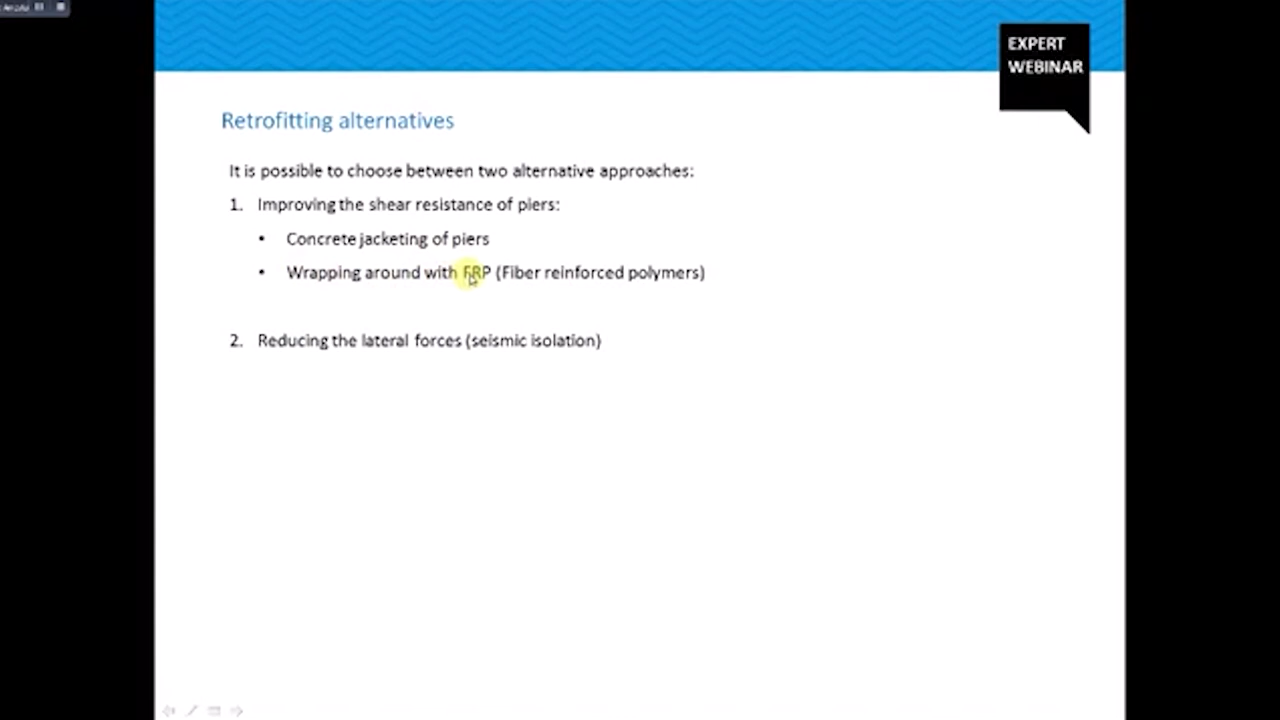 EXPERT
WEBINAR
Retrofitting alternatives
It is possible to choose between two alternative approaches:
1. Improving the shear resistance of piers:
• Concrete jacketing of piers
• Wrapping around with FRP (Fiber reinforced polymers)
2. Reducing the lateral forces (seismic isolation)